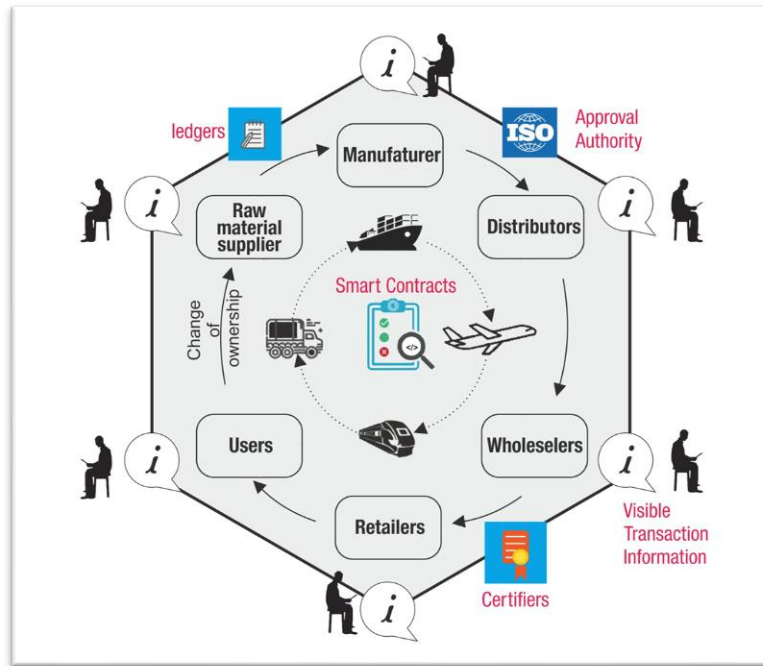 i
ledgers
ISO
Approval
Authority
Manufaturer
i
i
Raw
material
supplier
Distributors
Smart Contracts
</>
Change
of
ownership
Users
Wholeselers
i
i
Retailers
Visible
Transaction
Information
i
Certifiers